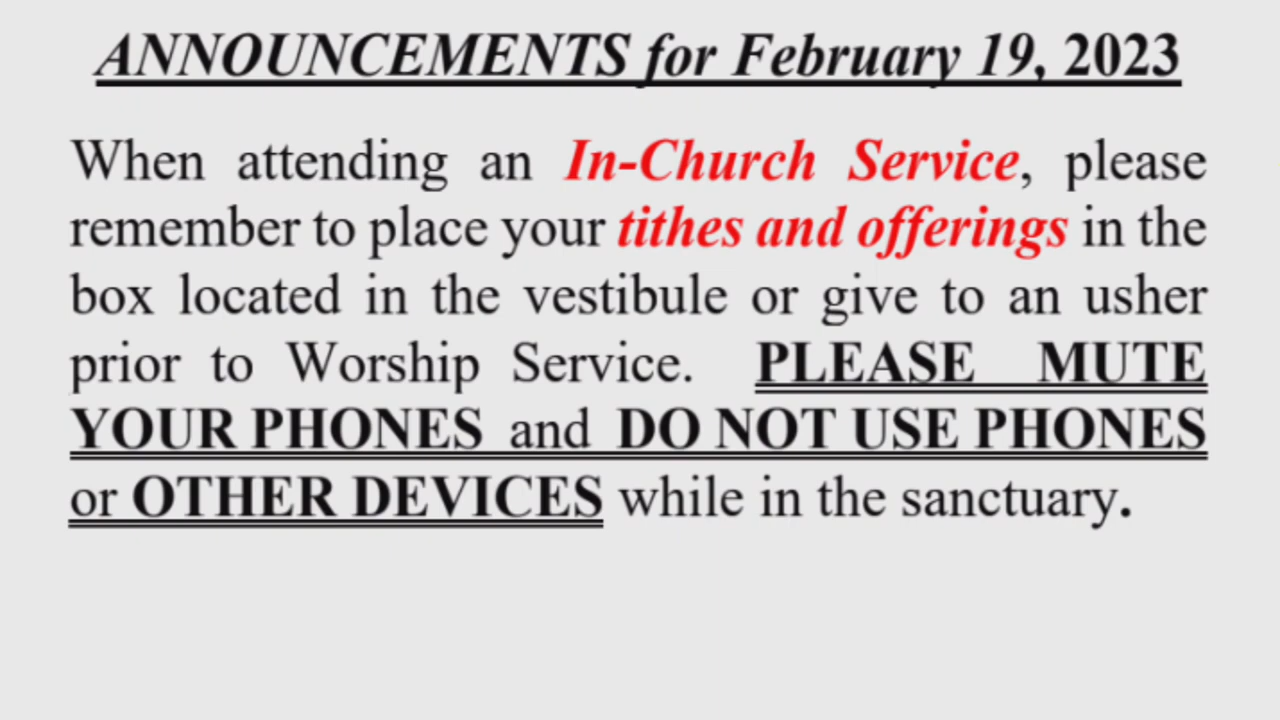 ANNOUNCEMENTS for February 19, 2023
When attending an In-Church Service, please
remember to place your tithes and offerings in the
box located in the vestibule or give to an usher
prior to Worship Service. PLEASE MUTE
YOUR PHONES and DO NOT USE PHONES
or OTHER DEVICES while in the sanctuary.